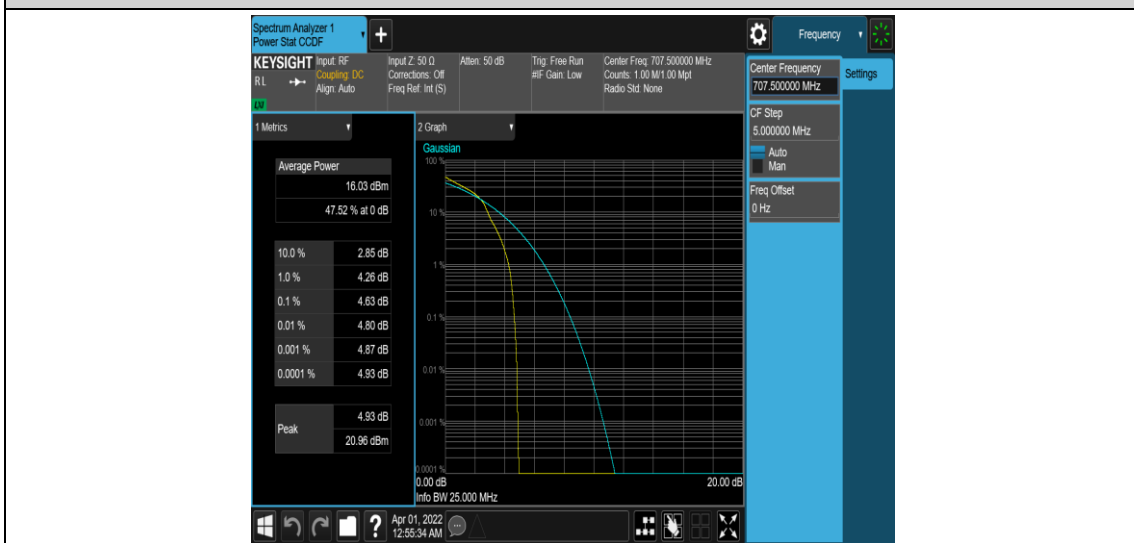 Spectrum Analyzer 1
Power Stat CCDF
+
Frequency
KEYSIGHT
RL
LXI
Input: RF
Coupling: DC
Align: Auto
Input Z: 50 Ω
Corrections: Off
Freq Ref: Int (S)
Atten: 50 dB
Trig: Free Run
#IF Gain: Low
Center Freq: 707.500000 MHz
Counts: 1.00 M/1.00 Mpt
Radio Std: None
Center Frequency
707.500000 MHz
Settings
CF Step
5.000000 MHz
Auto
Man
Freq Offset
0 Hz
1 Metrics
Average Power
16.03 dBm
47.52 % at 0 dB
10.0 % 2.85 dB
1.0 % 4.26 dB
0.1 % 4.63 dB
0.01 % 4.80 dB
0.001 % 4.87 dB
0.0001 % 4.93 dB
Peak
4.93 dB
20.96 dBm
2 Graph
Gaussian
100 %
10 %
1 %
0.1 %
0.01 %
0.001 %
0.0001 %
0.00 dB 20.00 dB
Info BW 25.000 MHz
?
Apr 01, 2022
12:55:34 AM